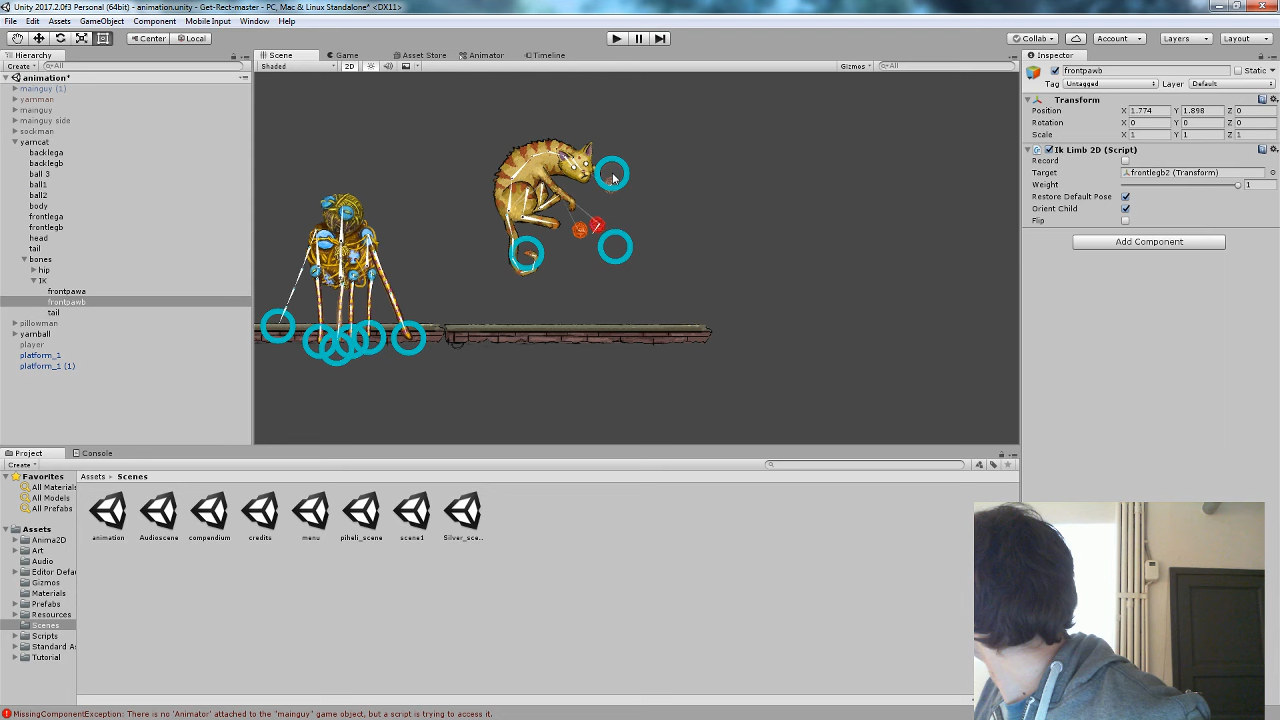 Unity 2017.2.0f3 Personal (64bit) - animation.unity - Get-Rect-master - PC, Mac & Linux Standalone* <DX11>
File Edit Assets GameObject Component Mobile Input Window Help
Center Local Collab Account Layers Layout
Hierarchy Scene Game Asset Store Animator Timeline Inspector
Create All Shaded 2D Gizmos All
frontpawb Static
animation*
Tag Untagged Layer Default
mainguy (1)
yarnman
Transform
mainguy
Position X 1.774 Y 1.898 Z 0
mainguy side
Rotation X 0 Y 0 Z 0
sockman
Scale X 1 Y 1 Z 1
yarncat
backlega
Ik Limb 2D (Script)
backlegb
Record
ball 3
Target frontlegb2 (Transform)
ball1
Weight 1
ball2
Restore Default Pose
body
Orient Child
frontlega
Flip
frontlegb
head
Add Component
tail
bones
hip
IK
frontpawa
frontpawb
tail
pillowman
yarnball
player
platform_1
platform_1 (1)
Project Console
Create
Favorites
All Materials
All Models
All Prefabs
Assets
Anima2D
Art
Audio
Editor Defa
Gizmos
Materials
Prefabs
Resources
Scenes
Scripts
Standard As
Tutorial
Assets Scenes
animation Audioscene compendium credits menu piheli_scene scene1 Silver_sce...
MissingComponentException: There is no 'Animator' attached to the "mainguy" game object, but a script is trying to access it.